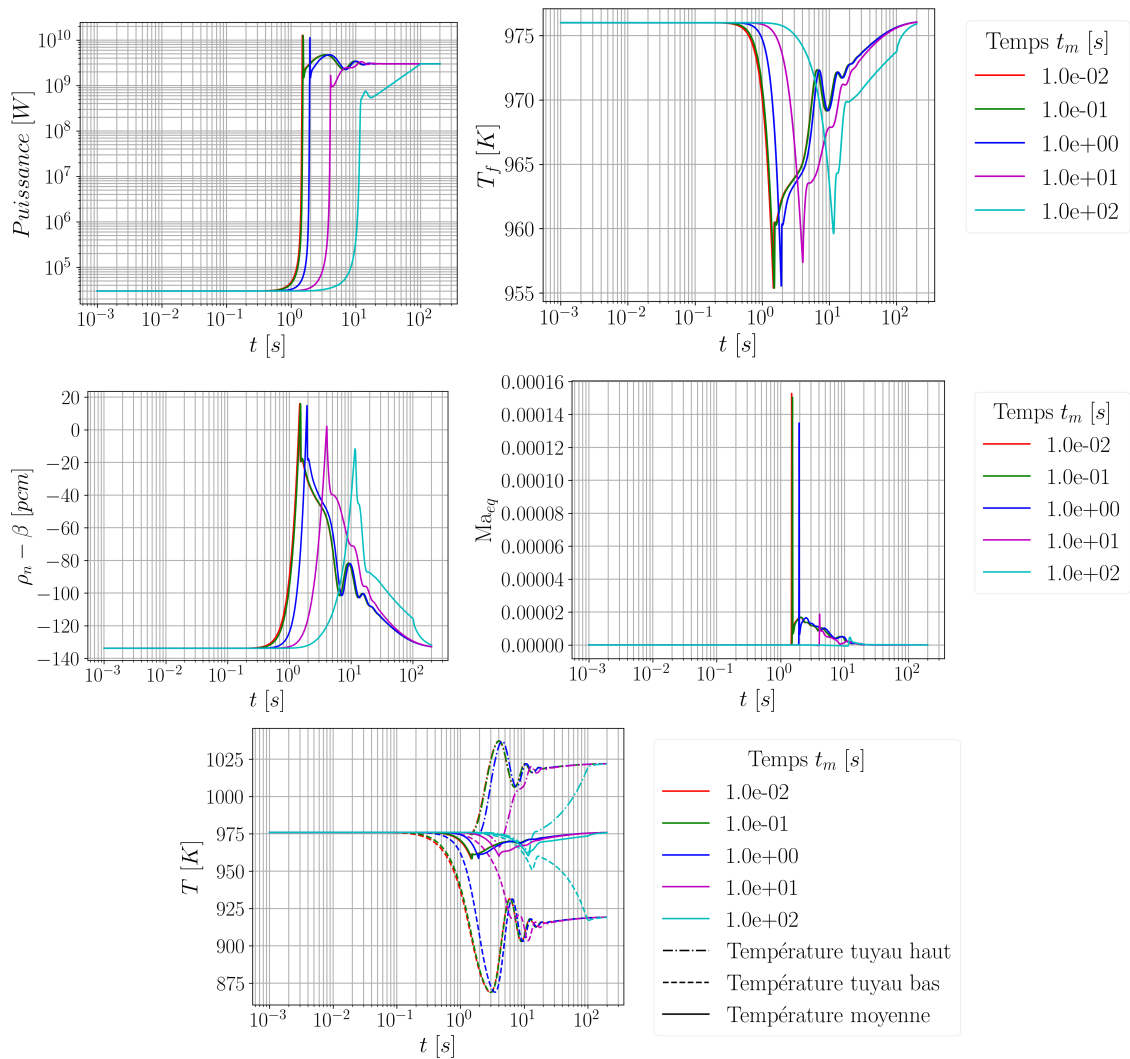 10^10
10^9
10^8
10^7
10^6
10^5
Puissance [W]
10^−3 10^−2 10^−1 10^0 10^1 10^2
t [s]
975
970
965
960
955
T_f [K]
10^−3 10^−2 10^−1 10^0 10^1 10^2
t [s]
Temps t_m [s]
1.0e-02
1.0e-01
1.0e+00
1.0e+01
1.0e+02
20
0
−20
−40
−60
−80
−100
−120
−140
ρ_n − β [pcm]
10^−3 10^−2 10^−1 10^0 10^1 10^2
t [s]
0.00016
0.00014
0.00012
0.00010
0.00008
0.00006
0.00004
0.00002
0.00000
Ma_eq
10^−3 10^−2 10^−1 10^0 10^1 10^2
t [s]
Temps t_m [s]
1.0e-02
1.0e-01
1.0e+00
1.0e+01
1.0e+02
1025
1000
975
950
925
900
875
T [K]
10^−3 10^−2 10^−1 10^0 10^1 10^2
t [s]
Temps t_m [s]
1.0e-02
1.0e-01
1.0e+00
1.0e+01
1.0e+02
Température tuyau haut
Température tuyau bas
Température moyenne